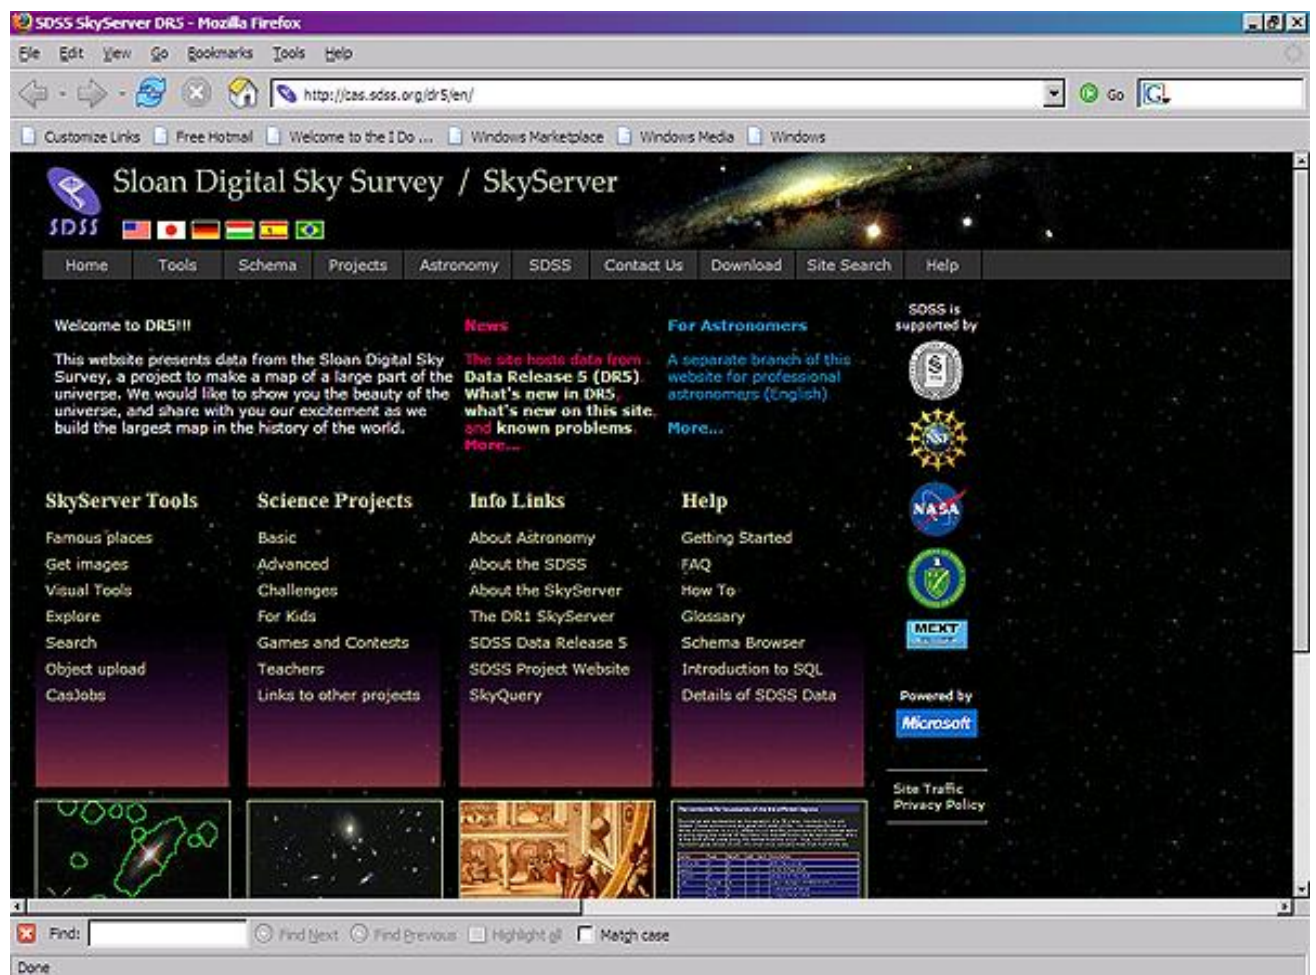 SDSS SkyServer DR5 - Mozilla Firefox
File Edit View Go Bookmarks Tools Help
http://cas.sdss.org/dr5/en/
Go
G
Customize Links Free Hotmail Welcome to the I Do ... Windows Marketplace Windows Media Windows
Sloan Digital Sky Survey / SkyServer
SDSS
Home Tools Schema Projects Astronomy SDSS Contact Us Download Site Search Help
Welcome to DR5!!!
This website presents data from the Sloan Digital Sky
Survey, a project to make a map of a large part of the
universe. We would like to show you the beauty of the
universe, and share with you our excitement as we
build the largest map in the history of the world.
News
The site hosts data from
Data Release 5 (DR5).
What's new in DR5,
what's new on this site,
and known problems.
More...
For Astronomers
A separate branch of this
website for professional
astronomers (English)
More...
SDSS is
supported by
NSF
NASA
MEXT
Powered by
Microsoft
Site Traffic
Privacy Policy
SkyServer Tools
Famous places
Get images
Visual Tools
Explore
Search
Object upload
CasJobs
Science Projects
Basic
Advanced
Challenges
For Kids
Games and Contests
Teachers
Links to other projects
Info Links
About Astronomy
About the SDSS
About the SkyServer
The DR1 SkyServer
SDSS Data Release 5
SDSS Project Website
SkyQuery
Help
Getting Started
FAQ
How To
Glossary
Schema Browser
Introduction to SQL
Details of SDSS Data
Find: Find Next Find Previous Highlight all Match case
Done